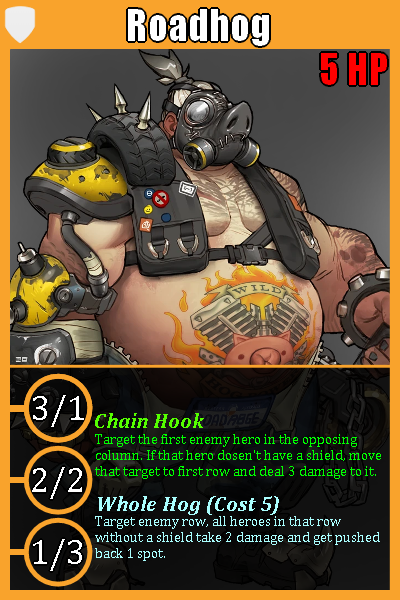 Roadhog
5 HP
WILD
3/1
Chain Hook
Target the first enemy hero in the opposing
column. If that hero dosen't have a shield, move
that target to first row and deal 3 damage to it.
2/2
Whole Hog (Cost 5)
Target enemy row, all heroes in that row
without a shield take 2 damage and get pushed
back 1 spot.
1/3